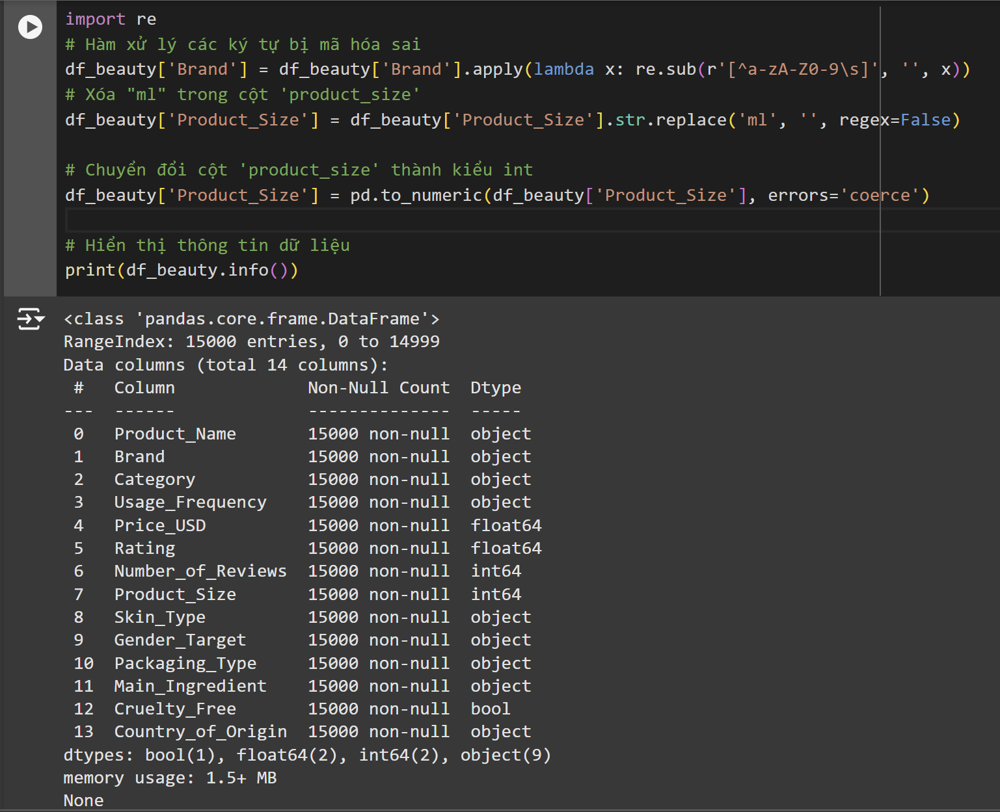 import re
# Hàm xử lý các ký tự bị mã hóa sai
df_beauty['Brand'] = df_beauty['Brand'].apply(lambda x: re.sub(r'[^a-zA-Z0-9\s]', '', x))
# Xóa "ml" trong cột 'product_size'
df_beauty['Product_Size'] = df_beauty['Product_Size'].str.replace('ml', '', regex=False)
# Chuyển đổi cột 'product_size' thành kiểu int
df_beauty['Product_Size'] = pd.to_numeric(df_beauty['Product_Size'], errors='coerce')
# Hiển thị thông tin dữ liệu
print(df_beauty.info())
<class 'pandas.core.frame.DataFrame'>
RangeIndex: 15000 entries, 0 to 14999
Data columns (total 14 columns):
 #   Column             Non-Null Count  Dtype
---  ------             --------------  -----
 0   Product_Name       15000 non-null  object
 1   Brand              15000 non-null  object
 2   Category           15000 non-null  object
 3   Usage_Frequency    15000 non-null  object
 4   Price_USD          15000 non-null  float64
 5   Rating             15000 non-null  float64
 6   Number_of_Reviews  15000 non-null  int64
 7   Product_Size       15000 non-null  int64
 8   Skin_Type          15000 non-null  object
 9   Gender_Target      15000 non-null  object
 10  Packaging_Type     15000 non-null  object
 11  Main_Ingredient    15000 non-null  object
 12  Cruelty_Free       15000 non-null  bool
 13  Country_of_Origin  15000 non-null  object
dtypes: bool(1), float64(2), int64(2), object(9)
memory usage: 1.5+ MB
None